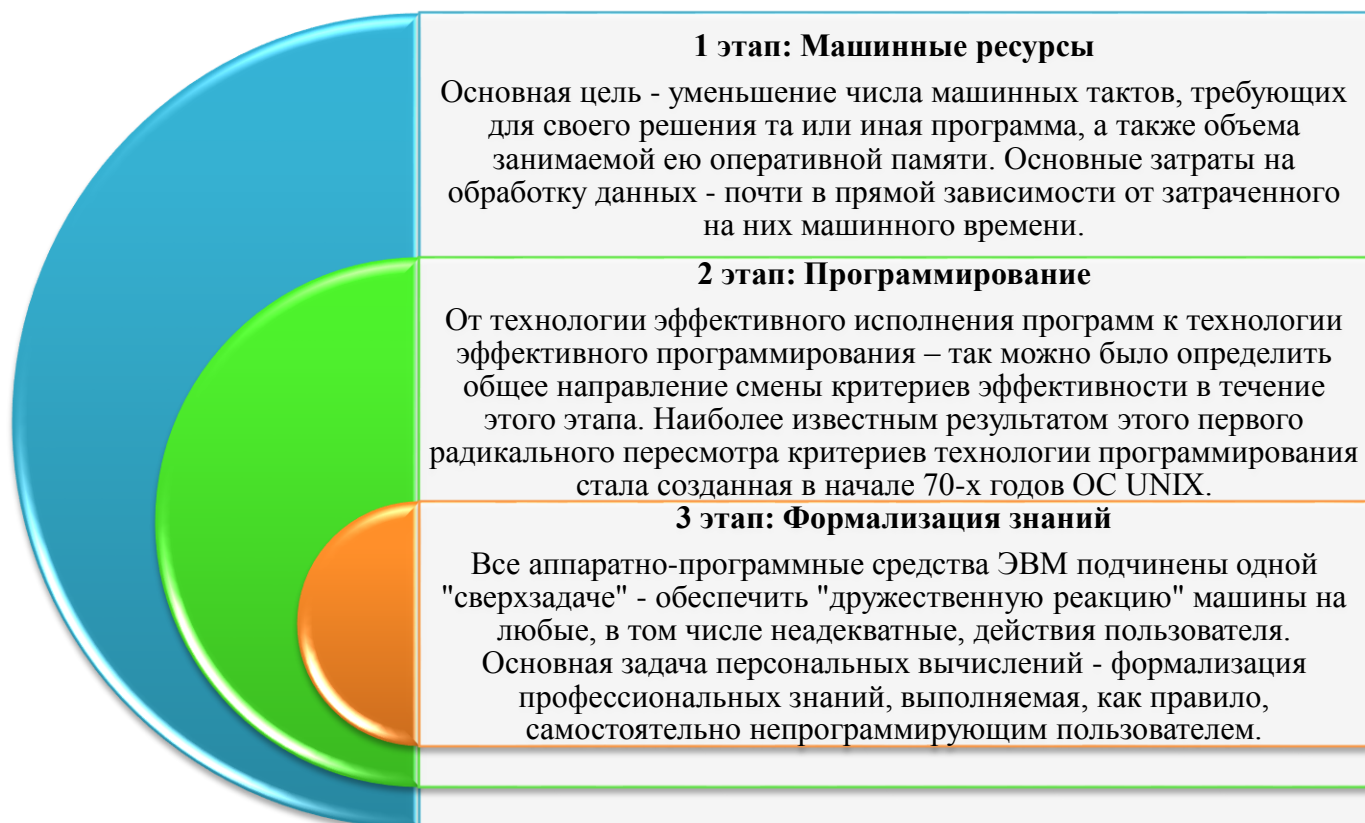 1 этап: Машинные ресурсы
Основная цель - уменьшение числа машинных тактов, требующих
для своего решения та или иная программа, а также объема
занимаемой ею оперативной памяти. Основные затраты на
обработку данных - почти в прямой зависимости от затраченного
на них машинного времени.
2 этап: Программирование
От технологии эффективного исполнения программ к технологии
эффективного программирования – так можно было определить
общее направление смены критериев эффективности в течение
этого этапа. Наиболее известным результатом этого первого
радикального пересмотра критериев технологии программирования
стала созданная в начале 70-х годов ОС UNIX.
3 этап: Формализация знаний
Все аппаратно-программные средства ЭВМ подчинены одной
"сверхзадаче" - обеспечить "дружественную реакцию" машины на
любые, в том числе неадекватные, действия пользователя.
Основная задача персональных вычислений - формализация
профессиональных знаний, выполняемая, как правило,
самостоятельно непрограммирующим пользователем.